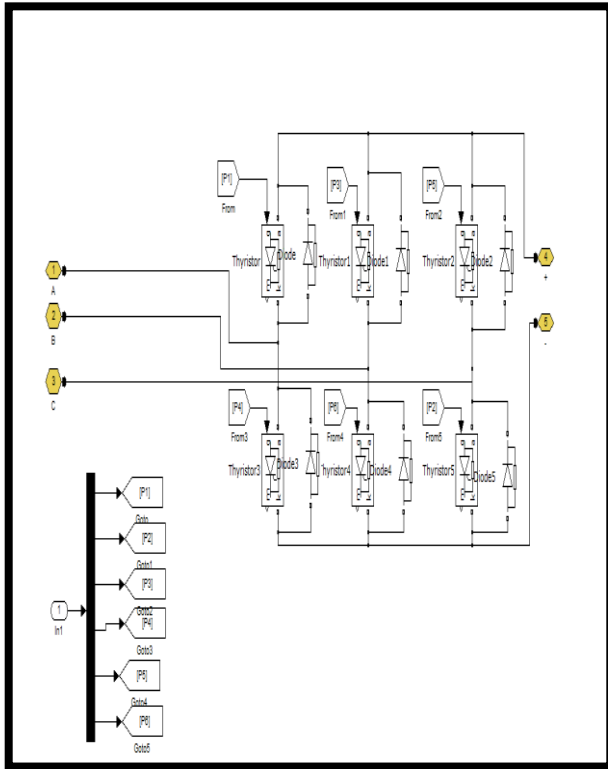 [P1]
[P3]
[P5]
From
From1
From2
Thyristor
Diode
Thyristor1
Diode1
Thyristor2
Diode2
1
A
2
B
3
C
4
+
5
-
[P4]
[P6]
[P2]
From3
From4
From5
Thyristor3
Diode3
Thyristor4
Diode4
Thyristor5
Diode5
[P1]
Goto
[P2]
Goto1
[P3]
Goto2
[P4]
Goto3
[P5]
Goto4
[P6]
Goto5
1
In1